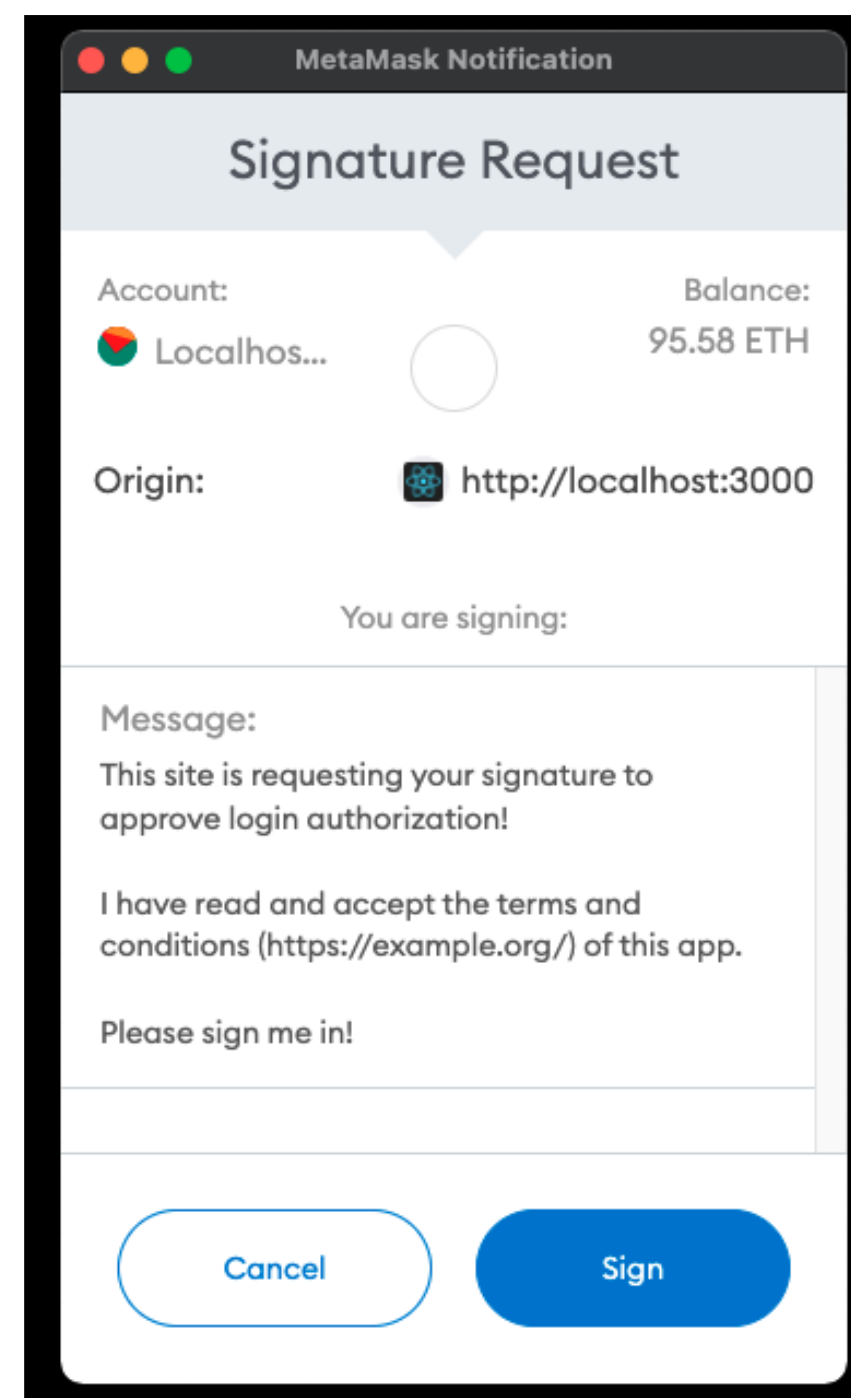 MetaMask Notification
Signature Request
Account:
Balance:
Localhos...
95.58 ETH
Origin:
http://localhost:3000
You are signing:
Message:
This site is requesting your signature to
approve login authorization!
I have read and accept the terms and
conditions (https://example.org/) of this app.
Please sign me in!
Cancel
Sign